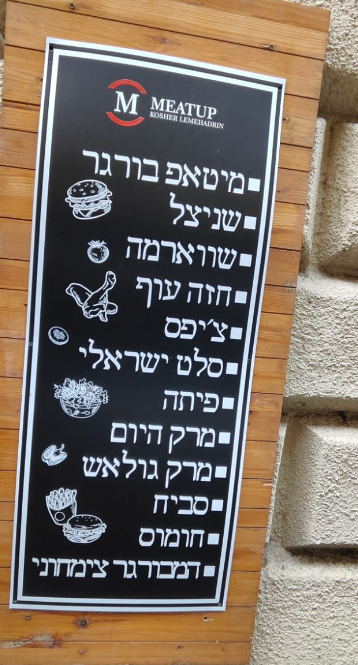 MEATUP
KOSHER LEMEHADRIN
M
מיטאפ בורגר
שניצל
שווארמה
חזה עוף
צ'יפס
סלט ישראלי
פיתה
מרק היום
מרק גולאש
סביח
חומוס
המבורגר צימחוני